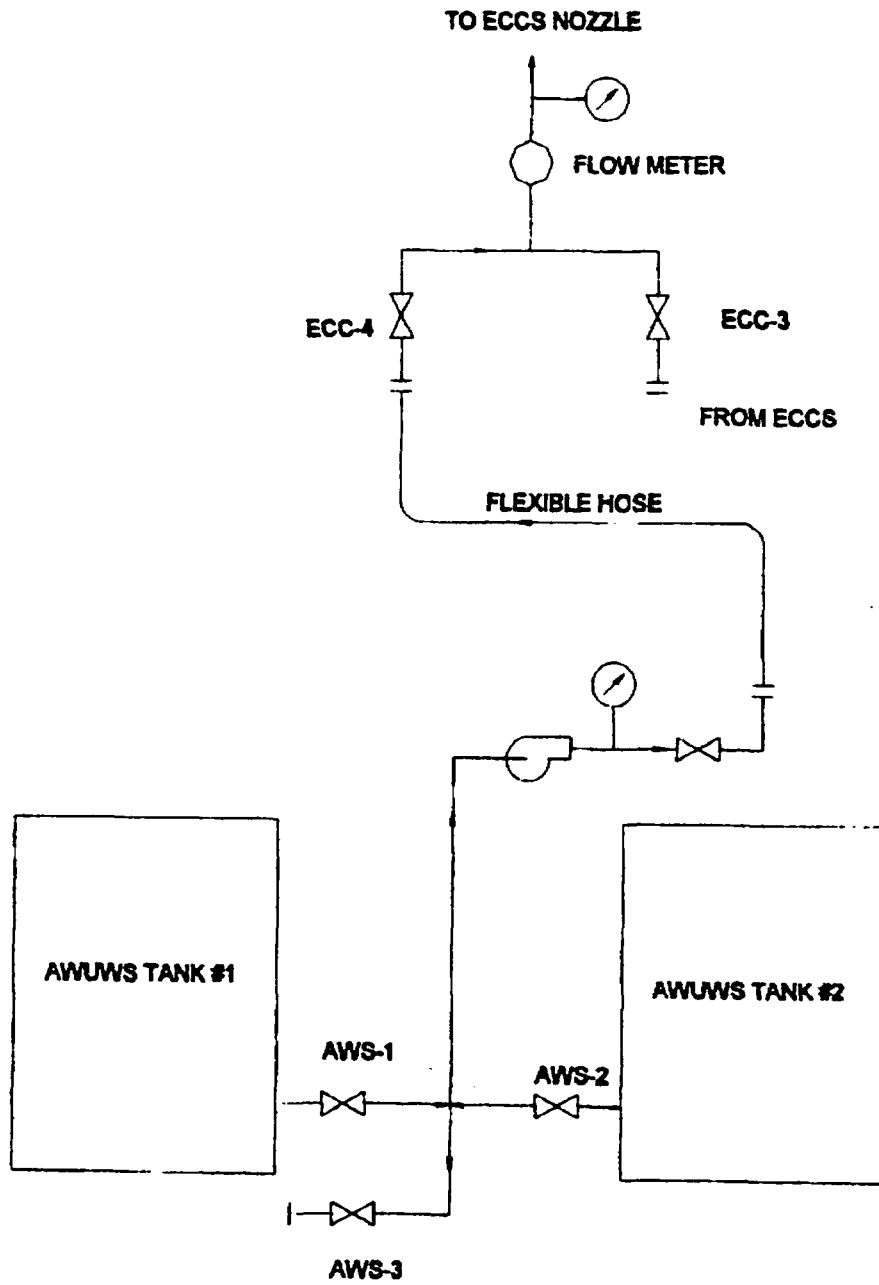 TO ECCS NOZZLE
FLOW METER
ECC-4
ECC-3
FROM ECCS
FLEXIBLE HOSE
AWUWS TANK #1
AWUWS TANK #2
AWS-1
AWS-2
AWS-3